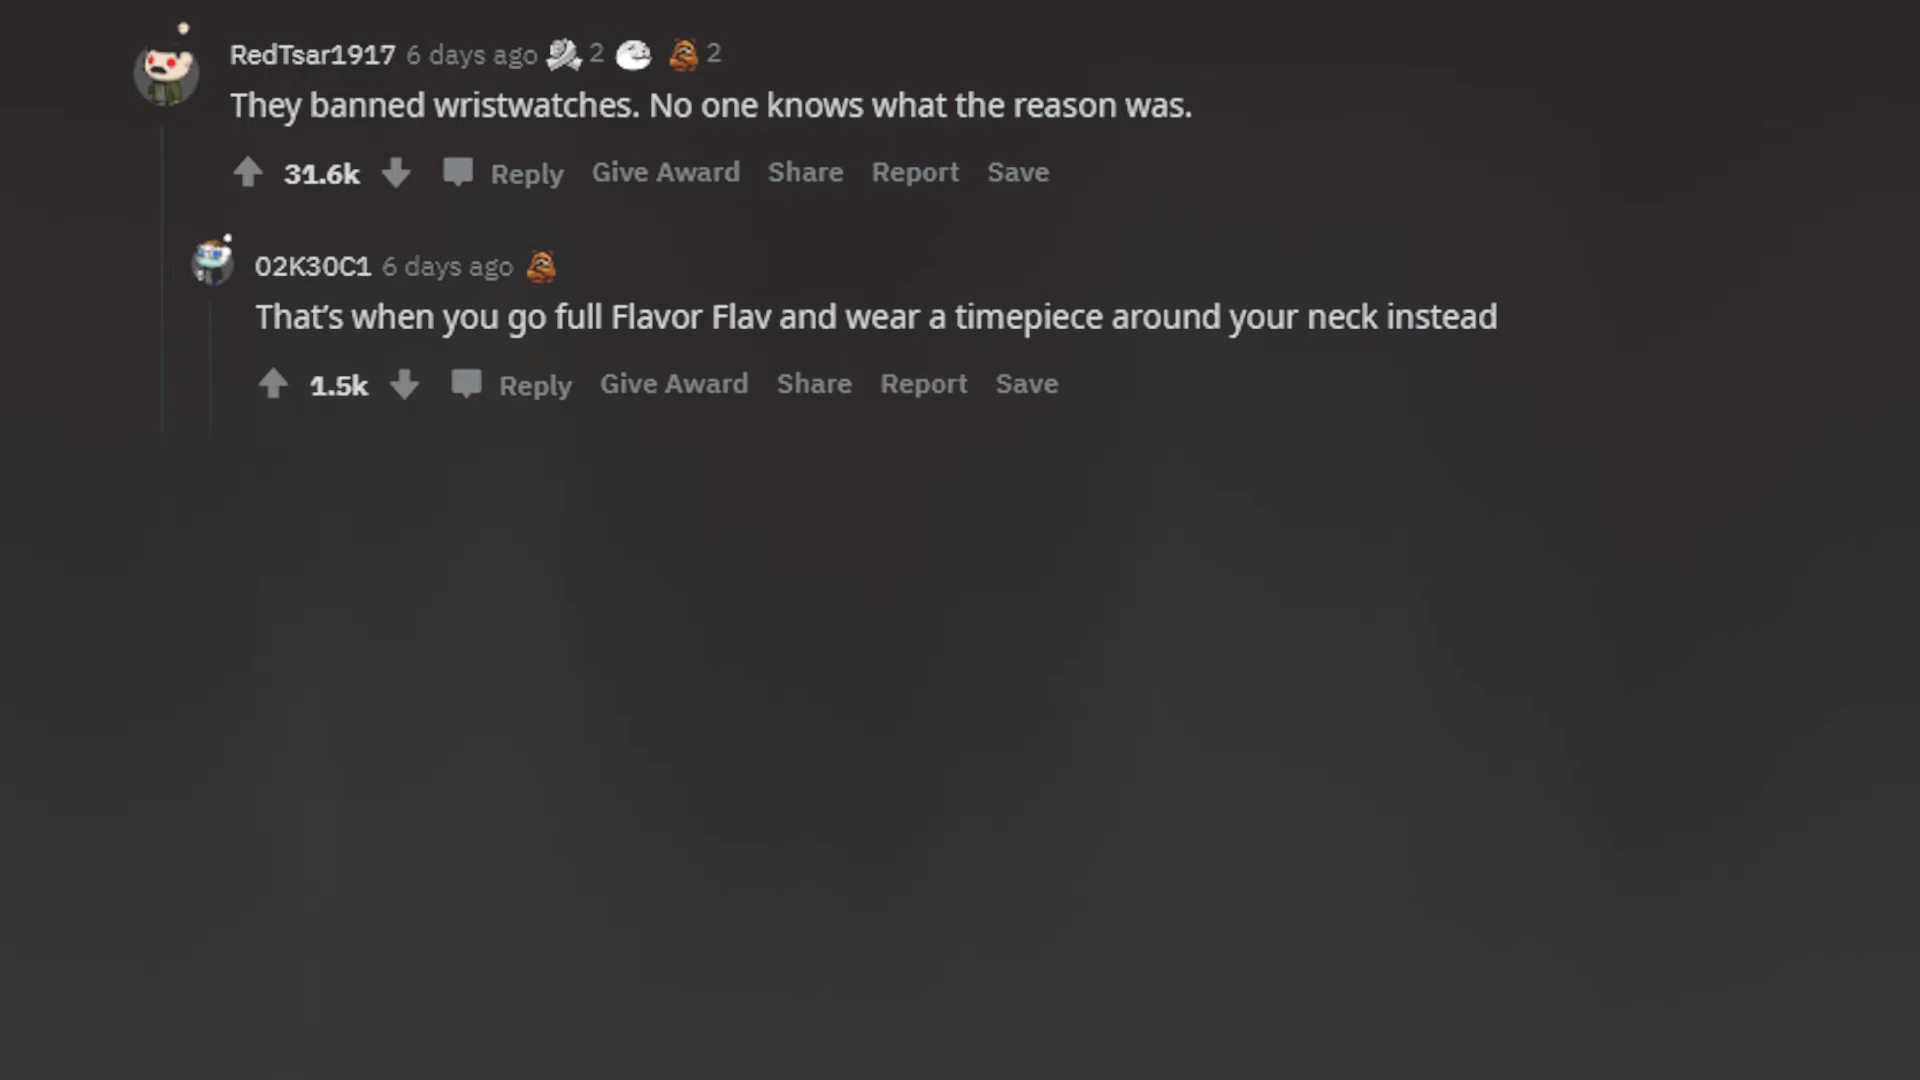 RedTsar1917 6 days ago 2 2
They banned wristwatches. No one knows what the reason was.
31.6k Reply Give Award Share Report Save
02K30C1 6 days ago
That’s when you go full Flavor Flav and wear a timepiece around your neck instead
1.5k Reply Give Award Share Report Save